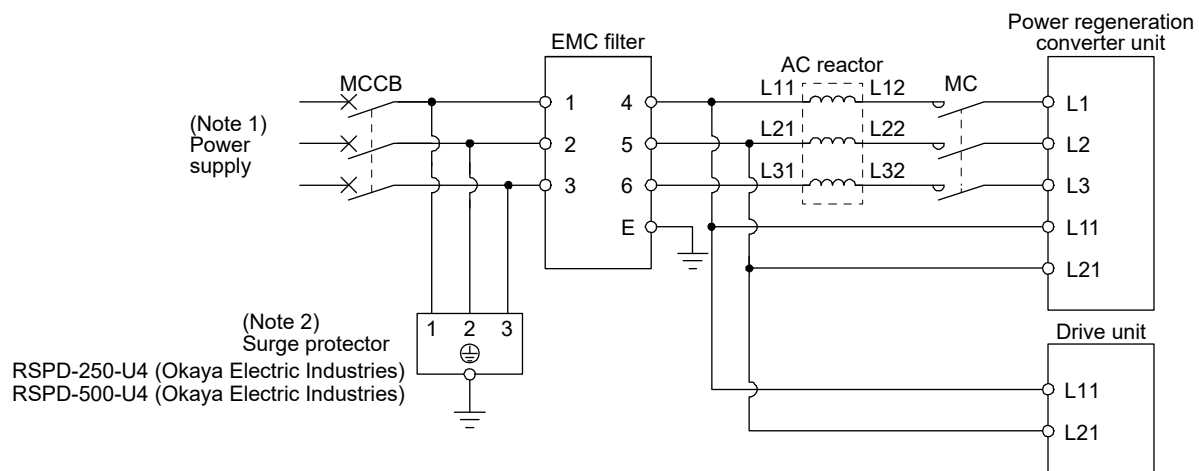 Power regeneration
converter unit
EMC filter
AC reactor
MCCB
L11 L12
MC
(Note 1)
Power
supply
1 4
L1
L21 L22
2 5
L2
L31 L32
3 6
L3
E
L11
L21
(Note 2)
Surge protector
1 2 3
RSPD-250-U4 (Okaya Electric Industries)
RSPD-500-U4 (Okaya Electric Industries)
Drive unit
L11
L21